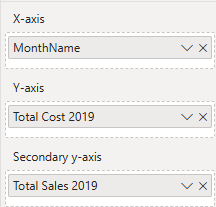 X-axis
MonthName
Y-axis
Total Cost 2019
Secondary y-axis
Total Sales 2019